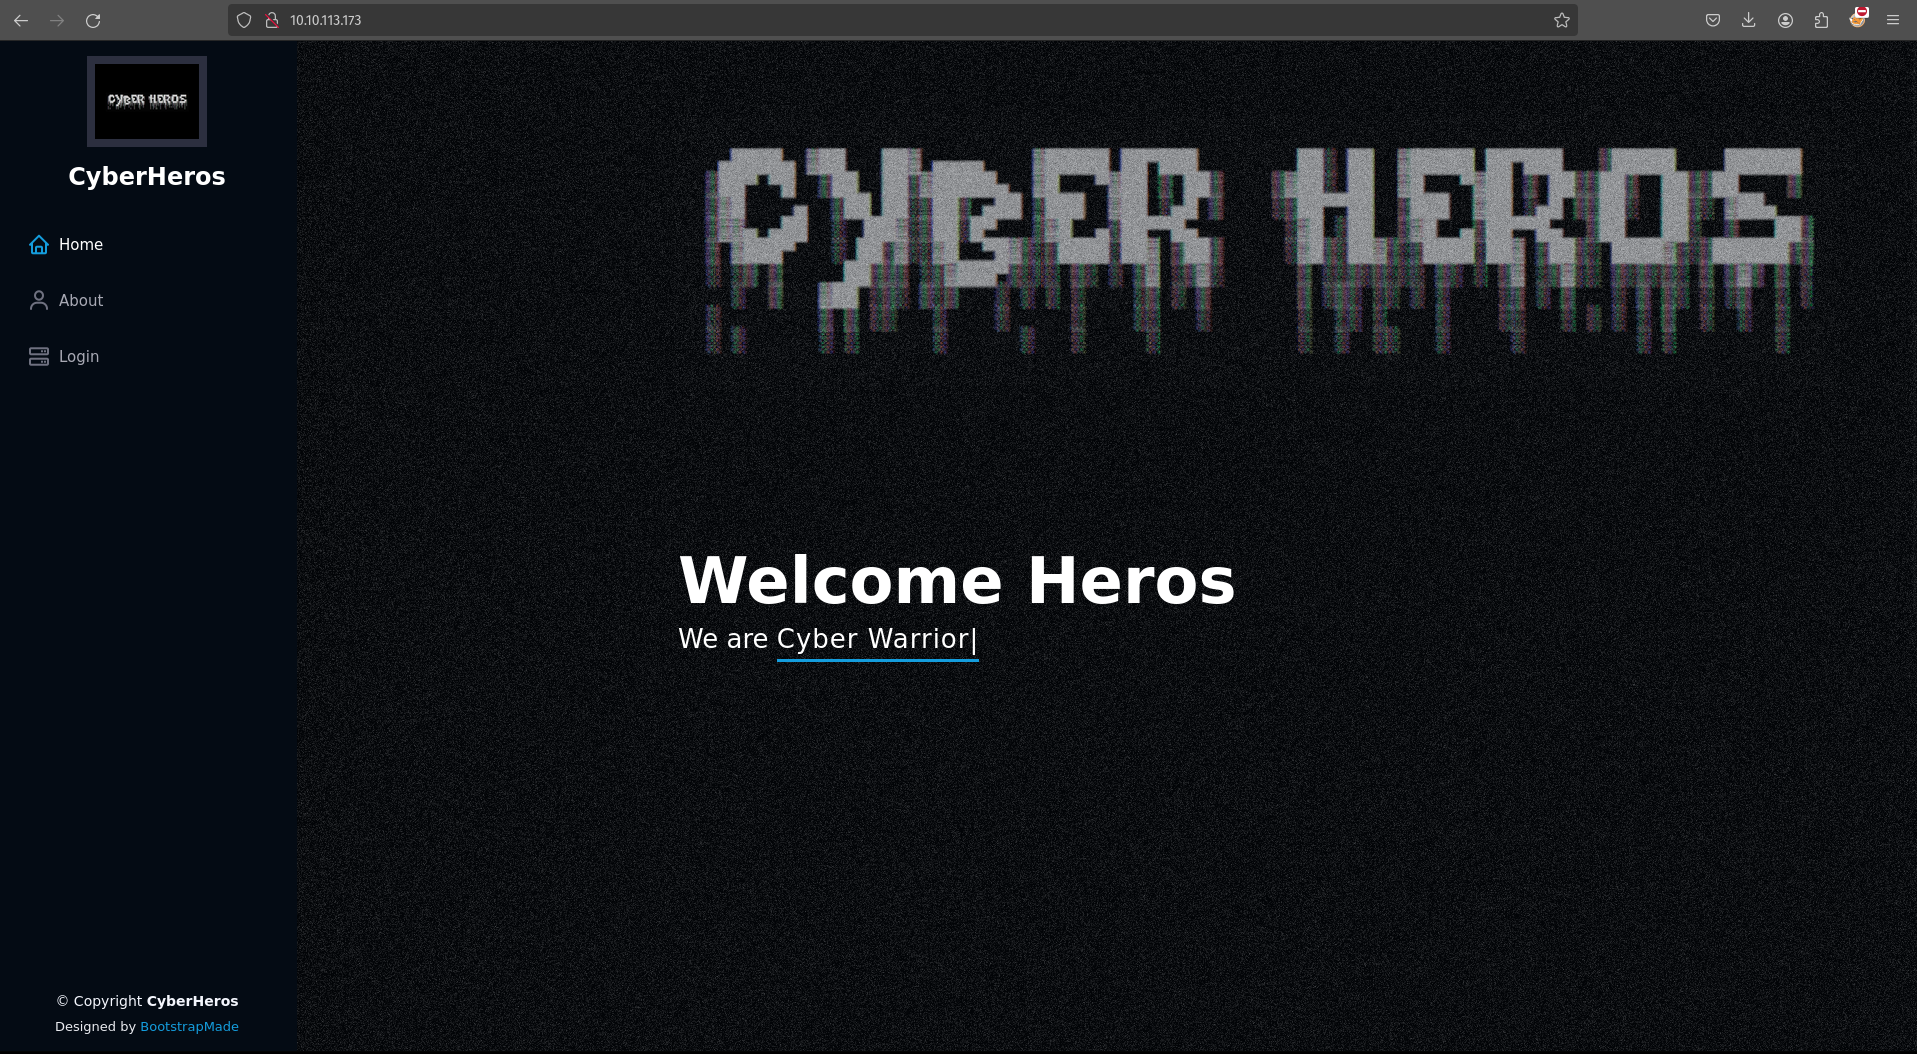 10.10.113.173
CYBER HEROS
CyberHeros
Home
About
Login
CYBER HEROS
Welcome Heros
We are Cyber Warrior|
© Copyright CyberHeros
Designed by BootstrapMade